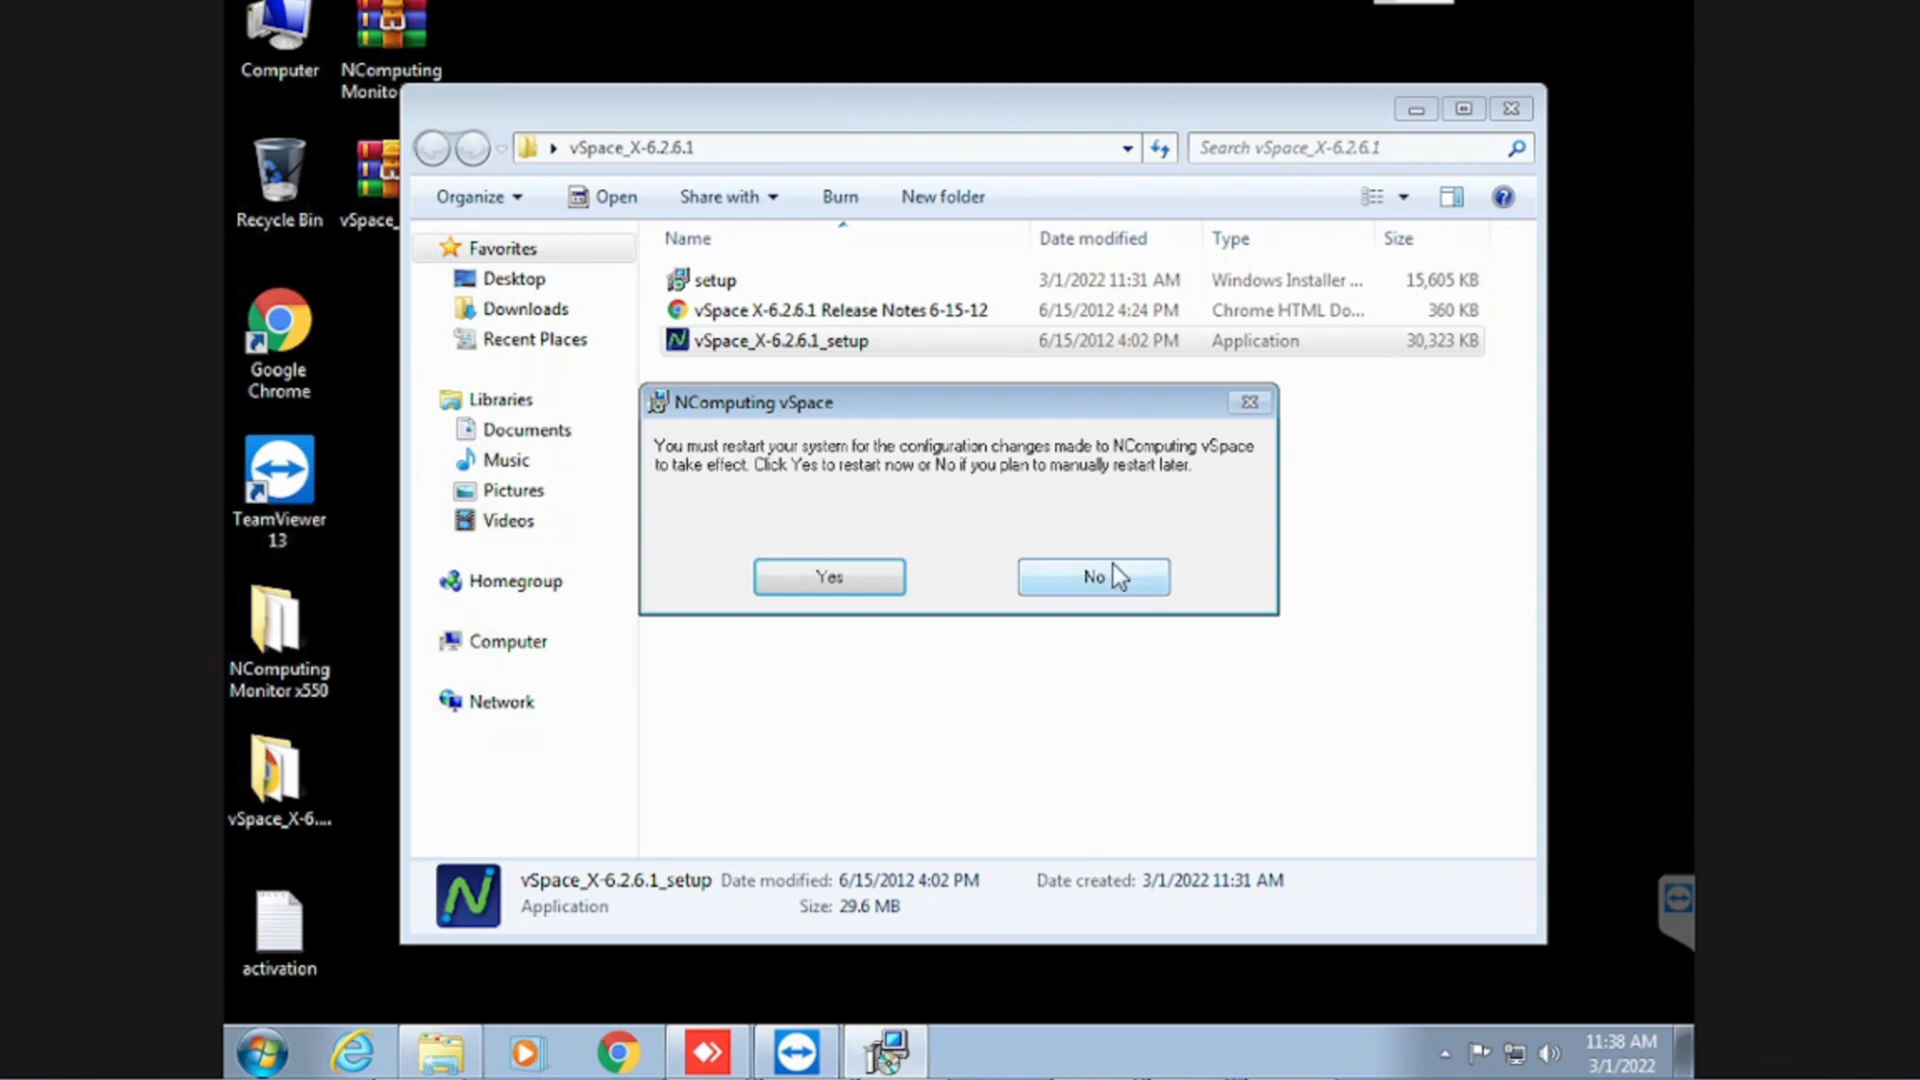 Computer
NComputing
Monito
Recycle Bin
vSpace_
Google
Chrome
TeamViewer
13
NComputing
Monitor x550
vSpace_X-6....
activation
vSpace_X-6.2.6.1
Search vSpace_X-6.2.6.1
Organize
Open
Share with
Burn
New folder
Favorites
Desktop
Downloads
Recent Places
Libraries
Documents
Music
Pictures
Videos
Homegroup
Computer
Network
Name Date modified Type Size
setup 3/1/2022 11:31 AM Windows Installer ... 15,605 KB
vSpace X-6.2.6.1 Release Notes 6-15-12 6/15/2012 4:24 PM Chrome HTML Do... 360 KB
vSpace_X-6.2.6.1_setup 6/15/2012 4:02 PM Application 30,323 KB
NComputing vSpace
You must restart your system for the configuration changes made to NComputing vSpace
to take effect. Click Yes to restart now or No if you plan to manually restart later.
Yes
No
vSpace_X-6.2.6.1_setup Date modified: 6/15/2012 4:02 PM Date created: 3/1/2022 11:31 AM
Application Size: 29.6 MB
11:38 AM
3/1/2022